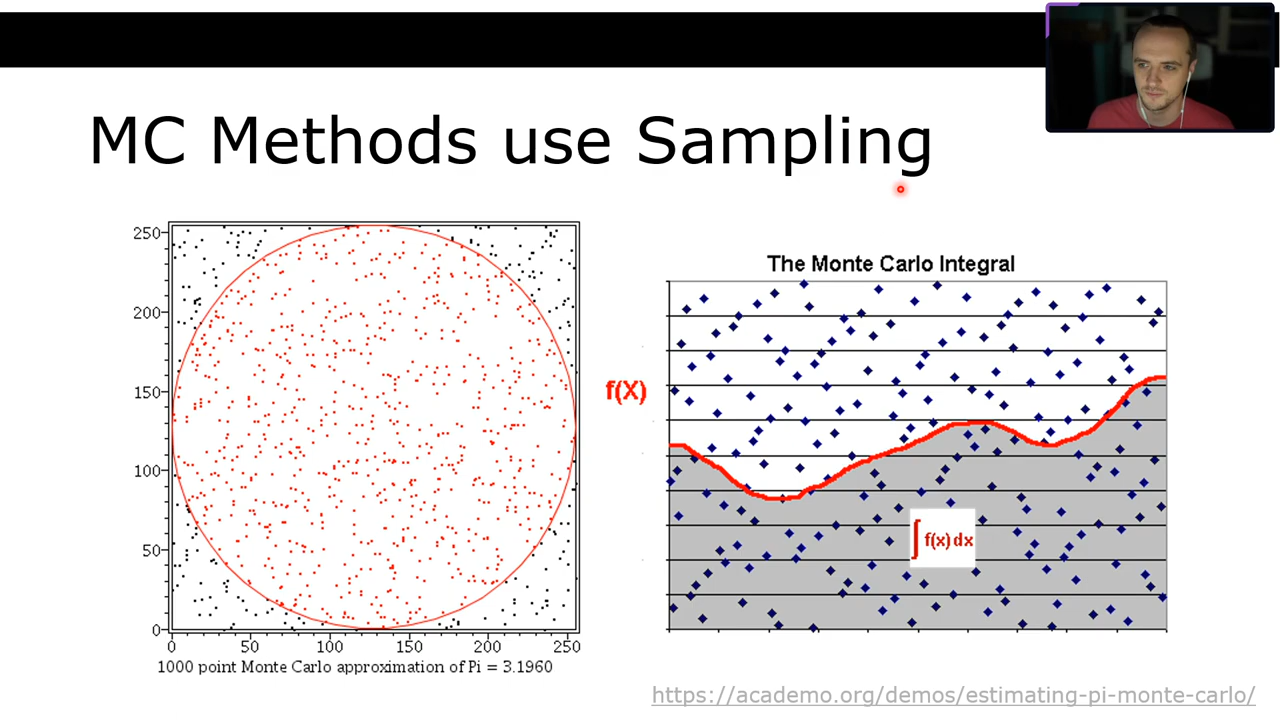 MC Methods use Sampling
250
200
150
100
50
0
0 50 100 150 200 250
1000 point Monte Carlo approximation of Pi = 3.1960
The Monte Carlo Integral
f(X)
∫ f(x) dx
https://academo.org/demos/estimating-pi-monte-carlo/